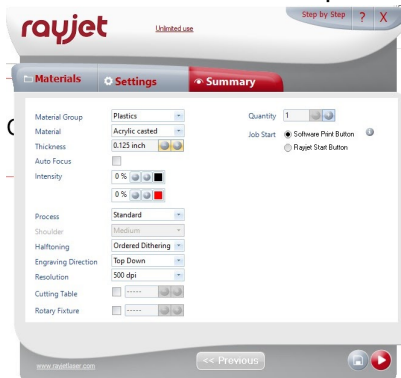 rayjet
Unlimited use
Step by Step ? X
Materials
Settings
Summary
Material Group Plastics
Material Acrylic casted
Thickness 0.125 inch
Auto Focus
Intensity 0 %
0 %
Process Standard
Shoulder Medium
Halftoning Ordered Dithering
Engraving Direction Top Down
Resolution 500 dpi
Cutting Table -----
Rotary Fixture -----
Quantity 1
Job Start Software Print Button
Rayjet Start Button
www.rayjetlaser.com
<< Previous